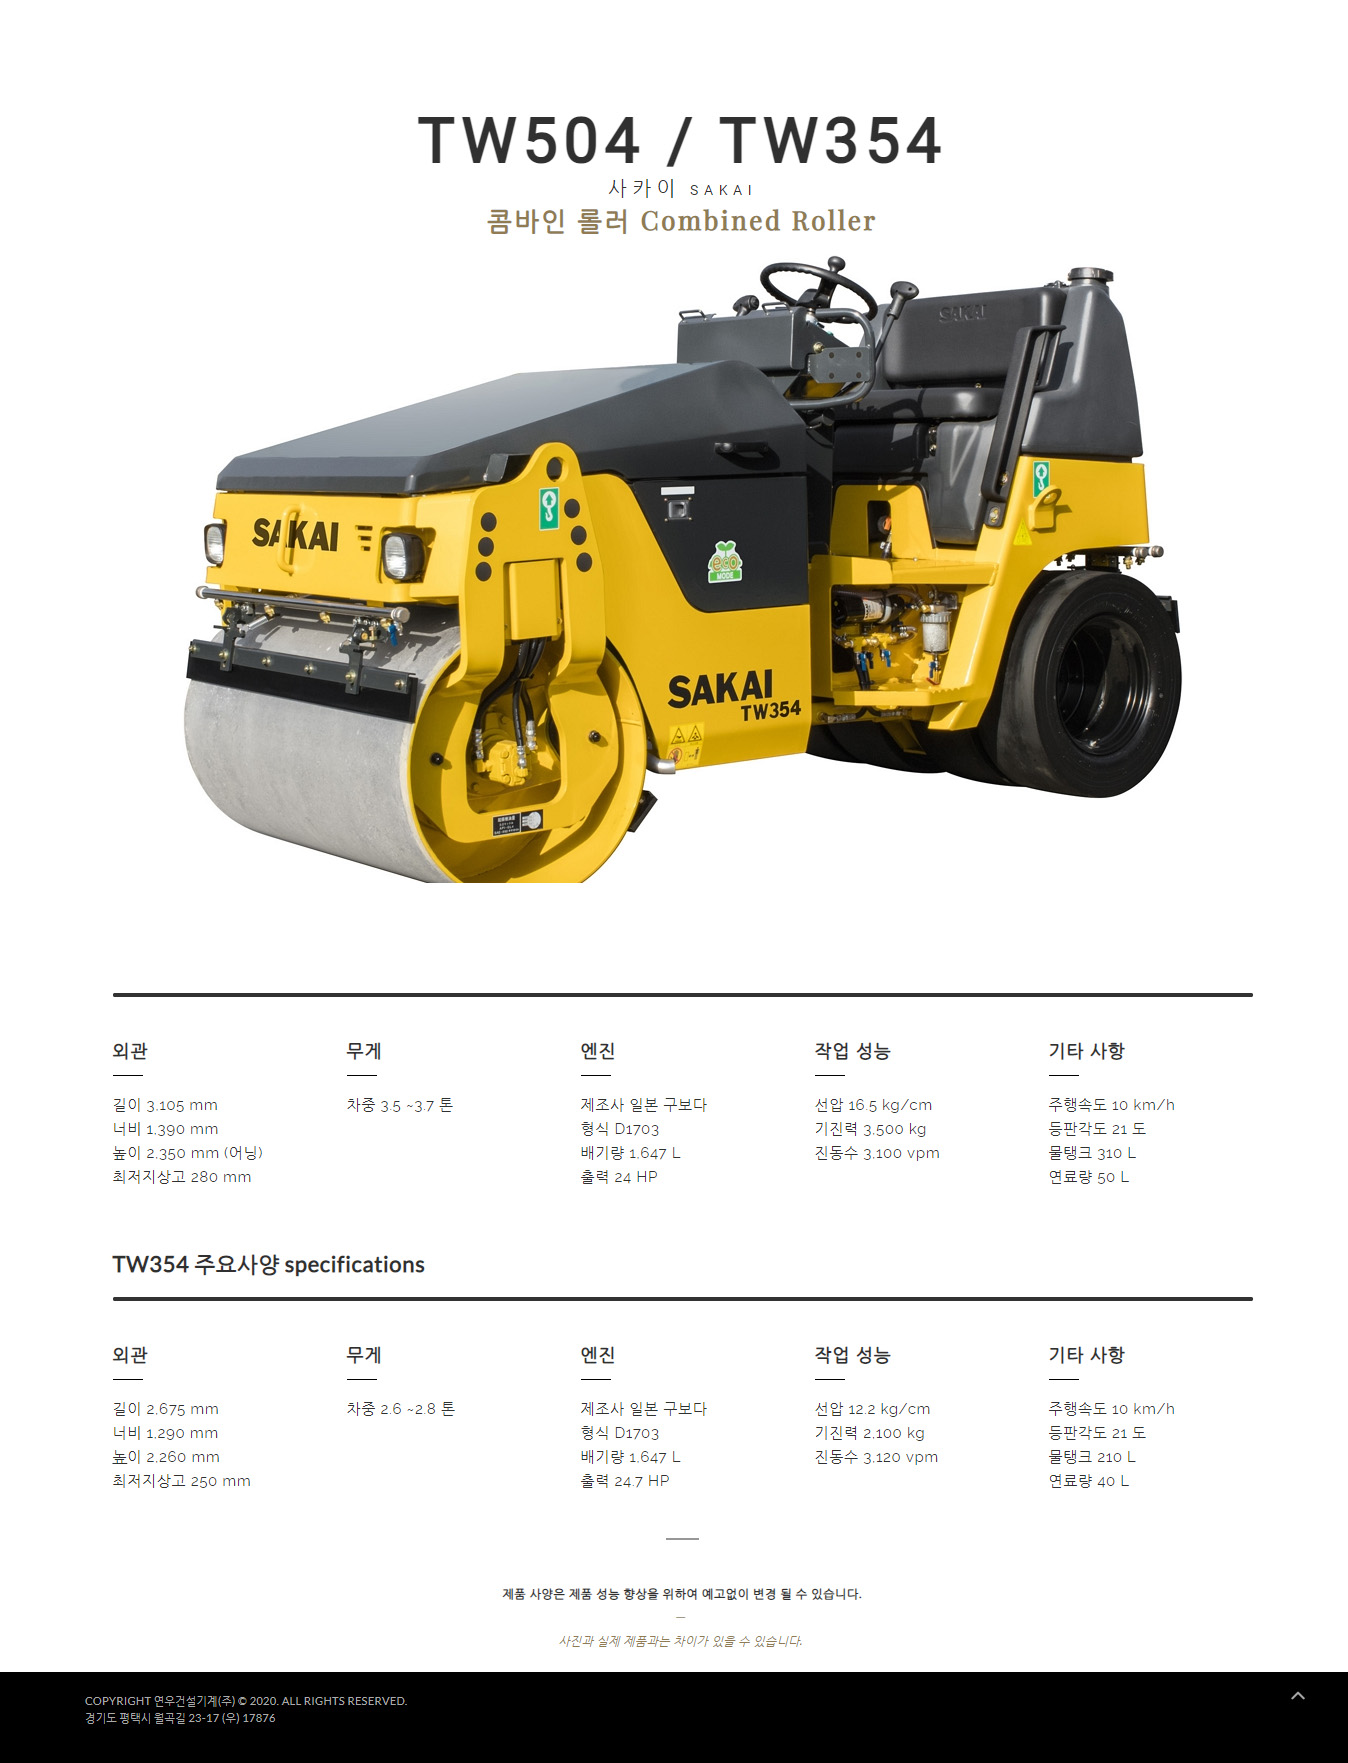 TW504 / TW354
사카이 SAKAI
콤바인 롤러 Combined Roller
SAKAI
SAKAI
eco
MODE
SAKAI
TW354
외관
길이 3,105 mm
너비 1,390 mm
높이 2,350 mm (어닝)
최저지상고 280 mm
무게
차중 3.5 ~3.7 톤
엔진
제조사 일본 구보다
형식 D1703
배기량 1.647 L
출력 24 HP
작업 성능
선압 16.5 kg/cm
기진력 3,500 kg
진동수 3,100 vpm
기타 사항
주행속도 10 km/h
등판각도 21 도
물탱크 310 L
연료량 50 L
TW354 주요사양 specifications
외관
길이 2,675 mm
너비 1,290 mm
높이 2,260 mm
최저지상고 250 mm
무게
차중 2.6 ~2.8 톤
엔진
제조사 일본 구보다
형식 D1703
배기량 1.647 L
출력 24.7 HP
작업 성능
선압 12.2 kg/cm
기진력 2,100 kg
진동수 3,120 vpm
기타 사항
주행속도 10 km/h
등판각도 21 도
물탱크 210 L
연료량 40 L
제품 사양은 제품 성능 향상을 위하여 예고없이 변경 될 수 있습니다.
사진과 실제 제품과는 차이가 있을 수 있습니다.
COPYRIGHT 연우건설기계(주) © 2020. ALL RIGHTS RESERVED.
경기도 평택시 월곡길 23-17 (우) 17876